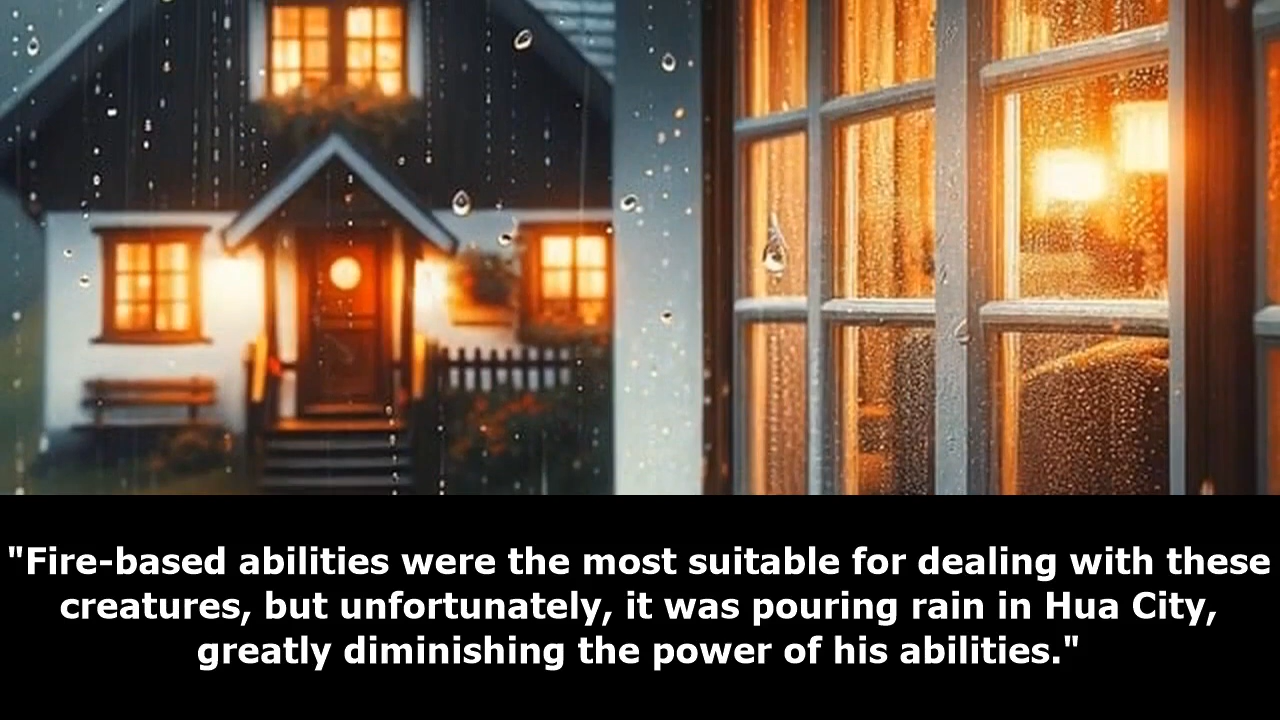 "Fire-based abilities were the most suitable for dealing with these
creatures, but unfortunately, it was pouring rain in Hua City,
greatly diminishing the power of his abilities."